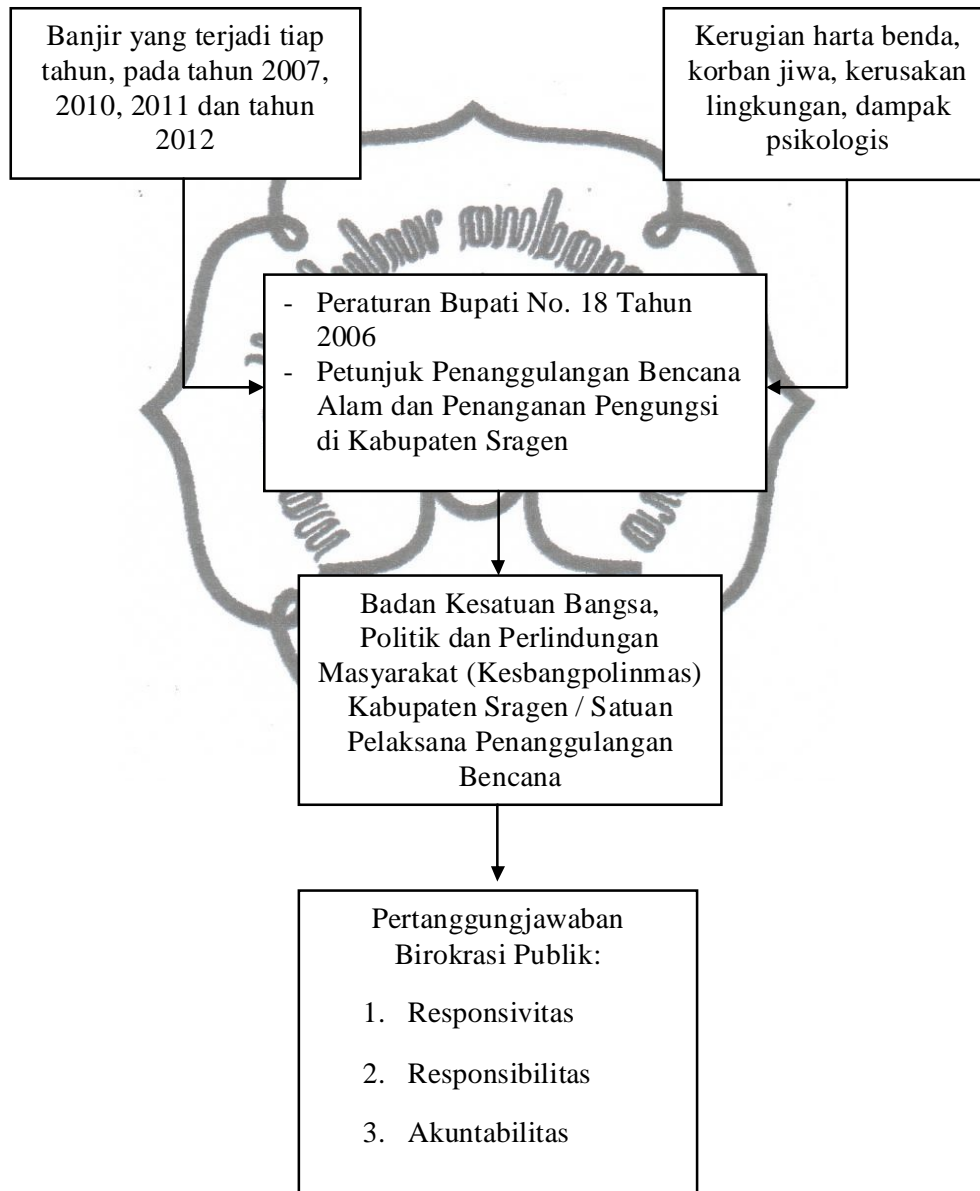 Banjir yang terjadi tiap
tahun, pada tahun 2007,
2010, 2011 dan tahun
2012
Kerugian harta benda,
korban jiwa, kerusakan
lingkungan, dampak
psikologis
- Peraturan Bupati No. 18 Tahun
2006
- Petunjuk Penanggulangan Bencana
Alam dan Penanganan Pengungsi
di Kabupaten Sragen
Badan Kesatuan Bangsa,
Politik dan Perlindungan
Masyarakat (Kesbangpolinmas)
Kabupaten Sragen / Satuan
Pelaksana Penanggulangan
Bencana
Pertanggungjawaban
Birokrasi Publik:
1. Responsivitas
2. Responsibilitas
3. Akuntabilitas